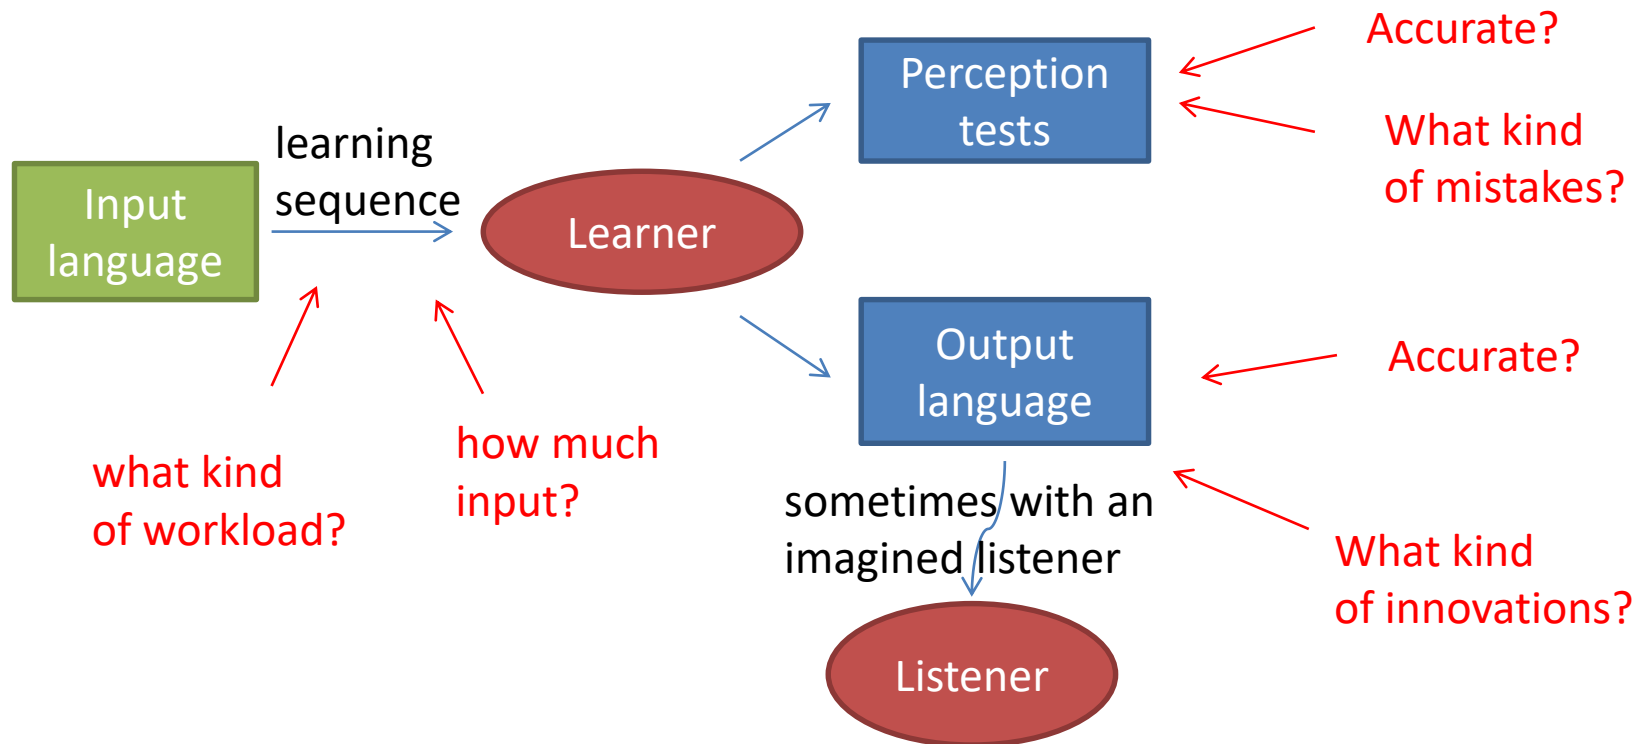 Input
language
learning
sequence
Learner
what kind
of workload?
how much
input?
Perception
tests
Accurate?
What kind
of mistakes?
Output
language
Accurate?
What kind
of innovations?
sometimes with an
imagined listener
Listener